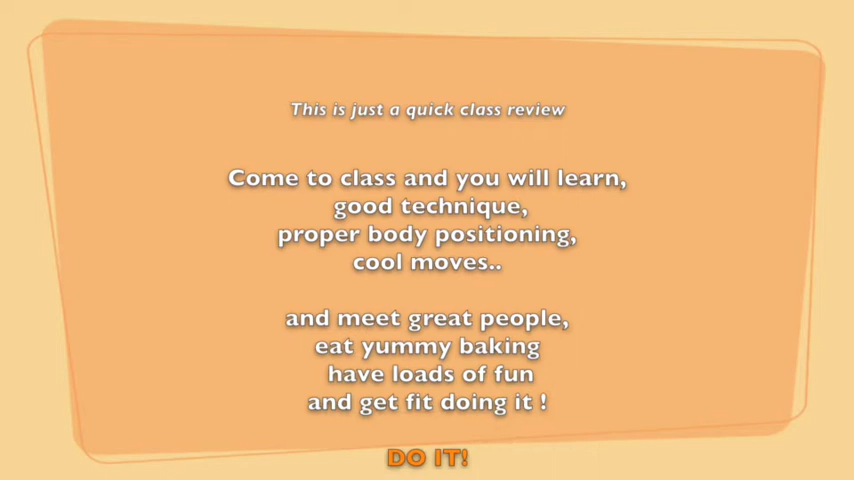 This is just a quick class review
Come to class and you will learn,
good technique,
proper body positioning,
cool moves..
and meet great people,
eat yummy baking
have loads of fun
and get fit doing it !
DO IT!